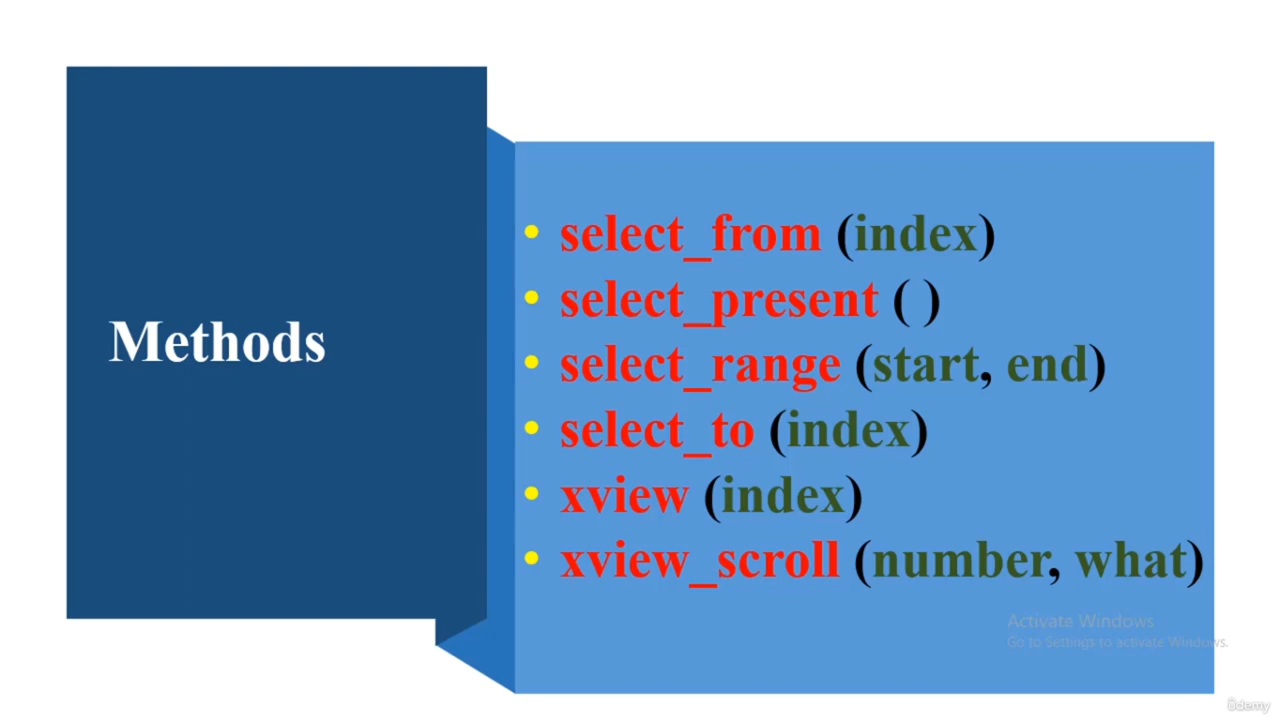 Methods
• select_from (index)
• select_present ( )
• select_range (start, end)
• select_to (index)
• xview (index)
• xview_scroll (number, what)
Activate Windows
Go to Settings to activate Windows.
ûdemy